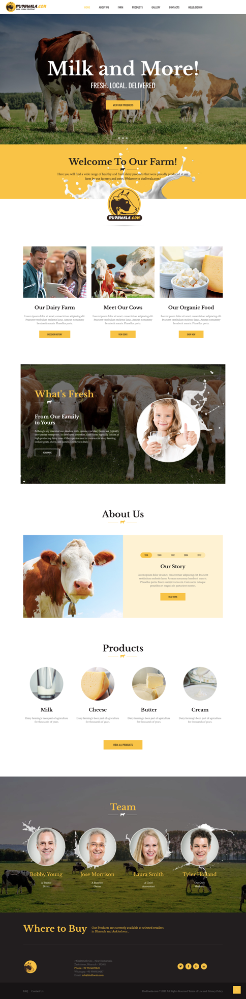 DUDHWALA.COM
MILK & MILK PRODUCT
HOME ABOUT US FARM PRODUCTS GALLERY CONTACTS HELLO,SIGN IN
Milk and More!
FRESH. LOCAL. DELIVERED
VIEW OUR PRODUCTS
Welcome To Our Farm!
Here you will find a wide range of healthy and fresh dairy products that were proudly produced at our
farm by our farmers and cows. Welcome to dudhwala.com !
DUDHWALA.COM
Our Dairy Farm
Lorem ipsum dolor sit amet, consectetuer adipiscing elit.
Praesent vestibulum molestie lacus. Aenean nonummy
hendrerit mauris. Phasellus porta.
DISCOVER HISTORY
Meet Our Cows
Lorem ipsum dolor sit amet, consectetuer adipiscing elit.
Praesent vestibulum molestie lacus. Aenean nonummy
hendrerit mauris. Phasellus porta.
VIEW COWS
Our Organic Food
Lorem ipsum dolor sit amet, consectetuer adipiscing elit.
Praesent vestibulum molestie lacus. Aenean nonummy
hendrerit mauris. Phasellus porta.
SHOP NOW
What's Fresh
From Our Family
to Yours
Although any mammal can produce milk, commercial dairy farms are typically
one-species enterprises. In developed countries, dairy farms typically consist of
high producing dairy cows. Other species used in commercial dairy farming
include goats, sheep, and camels. Donkeys in Italy.
READ MORE
About Us
1974 1980 1992 2004 2012
Our Story
Lorem ipsum dolor sit amet, consectetuer adipiscing elit. Praesent
vestibulum molestie lacus. Aenean nonummy hendrerit mauris.
Phasellus porta. Fusce suscipit varius mi. Cum sociis natoque
penatibus et magnis dis parturient montes.
READ MORE
Products
Milk
Dairy farming's been part of agriculture
for thousands of years.
Cheese
Dairy farming's been part of agriculture
for thousands of years.
Butter
Dairy farming's been part of agriculture
for thousands of years.
Cream
Dairy farming's been part of agriculture
for thousands of years.
VIEW ALL PRODUCTS
Team
Bobby Young
A Tractor
Driver
Jose Morrison
A Business
Owner
Laura Smith
A Chief
Accountant
Tyler Holland
Our Only
Marketer
Where to Buy
Our Products are currently available at selected retailers
in Bharuch and Ankleshwar...
Zadeshwar, Bharuch
Phone: +91 9924209820
Email: info@dudhwala.com
FAQ Contact Us
Dudhwala.com © 2019 All Rights Reserved Terms of Use and Privacy Policy